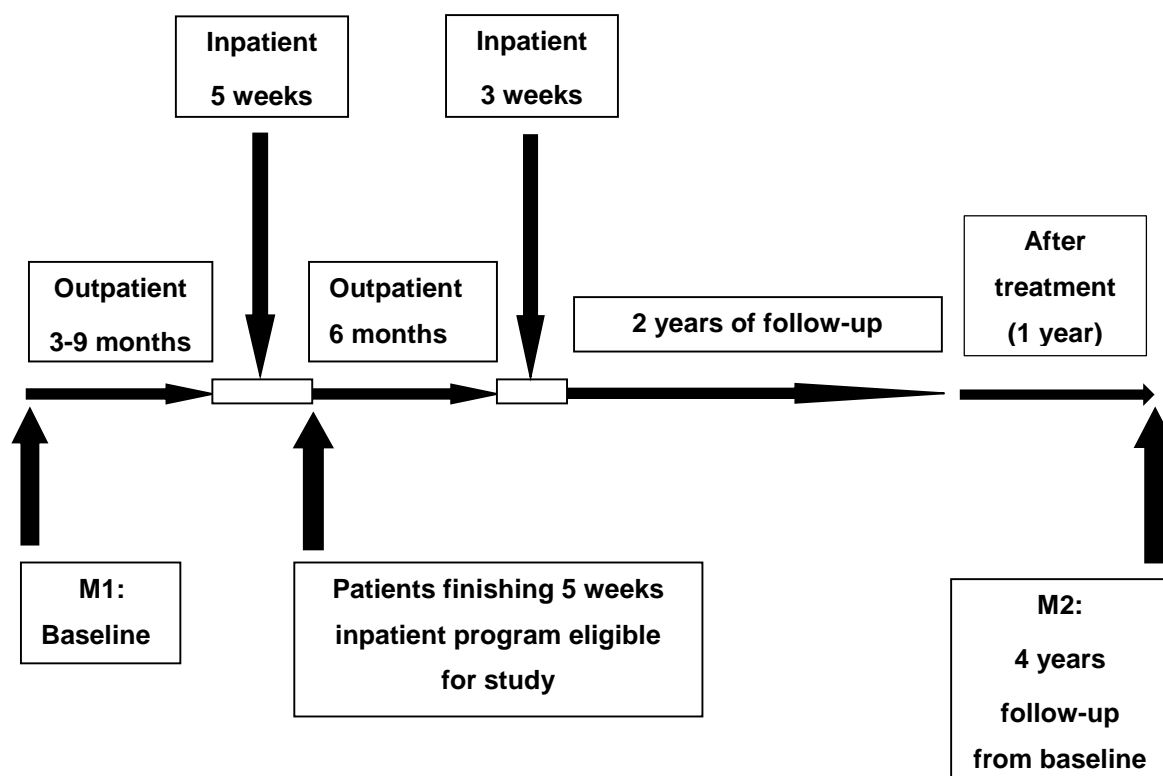 Inpatient
5 weeks
Inpatient
3 weeks
Outpatient
3-9 months
Outpatient
6 months
2 years of follow-up
After
treatment
(1 year)
M1:
Baseline
Patients finishing 5 weeks
inpatient program eligible
for study
M2:
4 years
follow-up
from baseline